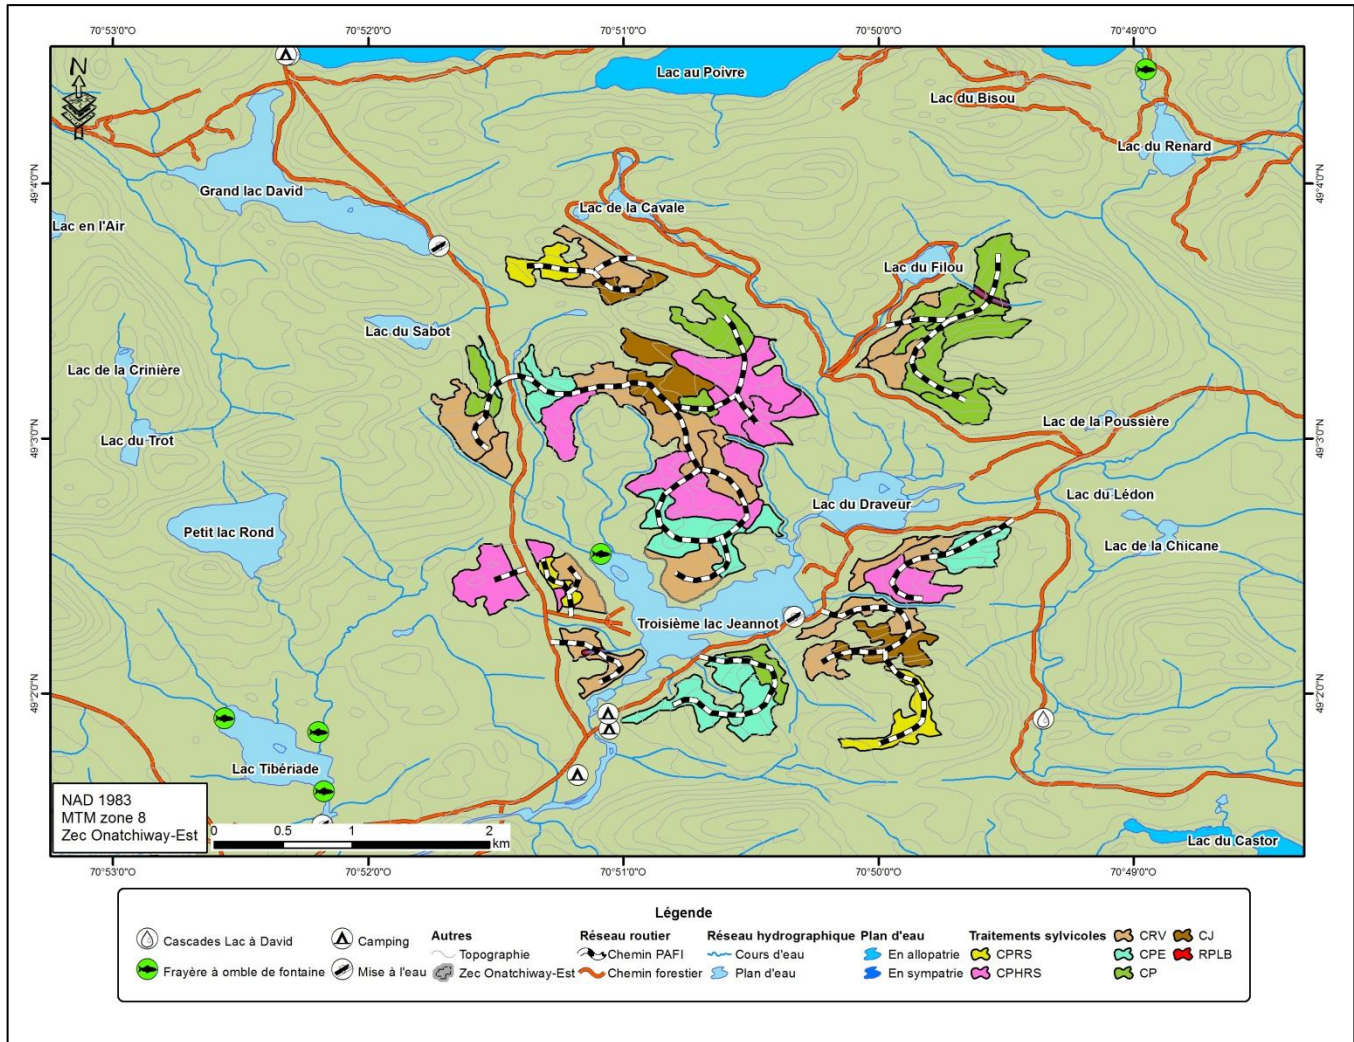 70°53'0"O 70°52'0"O 70°51'0"O 70°50'0"O 70°49'0"O
N
Lac au Poivre
Lac du Bisou
Lac du Renard
49°4'0"N 49°4'0"N
Grand lac David
Lac de la Cavale
Lac en l'Air
Lac du Filou
Lac du Sabot
Lac de la Crinière
Lac de la Poussière
Lac du Trot
49°3'0"N 49°3'0"N
Lac du Lédon
Lac du Draveur
Petit lac Rond
Lac de la Chicane
Troisième lac Jeannot
49°2'0"N 49°2'0"N
Lac Tibériade
NAD 1983
MTM zone 8
Zec Onatchiway-Est
0 0.5 1 2
km
Lac du Castor
70°53'0"O 70°52'0"O 70°51'0"O 70°50'0"O 70°49'0"O
Légende
Cascades Lac à David
Frayère à omble de fontaine
Camping
Mise à l'eau
Autres
Topographie
Zec Onatchiway-Est
Réseau routier
Chemin PAFI
Chemin forestier
Réseau hydrographique
Cours d'eau
Plan d'eau
Plan d'eau
En allopatrie
En sympatrie
Traitements sylvicoles
CPRS
CPHRS
CRV
CPE
CP
CJ
RPLB